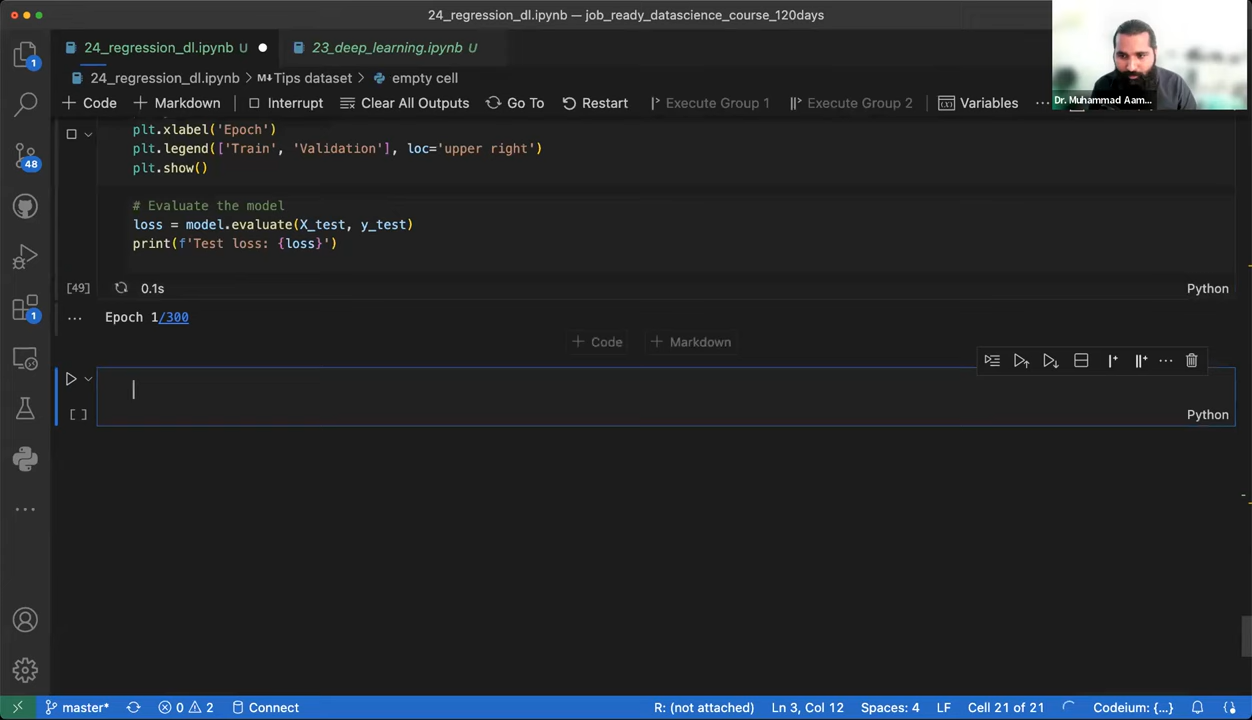 24_regression_dl.ipynb — job_ready_datascience_course_120days
24_regression_dl.ipynb U
23_deep_learning.ipynb U
24_regression_dl.ipynb > M↓Tips dataset > empty cell
+ Code + Markdown Interrupt Clear All Outputs Go To Restart Execute Group 1 Execute Group 2 Variables ...
Dr. Muhammad Aam...
plt.xlabel('Epoch')
plt.legend(['Train', 'Validation'], loc='upper right')
plt.show()
# Evaluate the model
loss = model.evaluate(X_test, y_test)
print(f'Test loss: {loss}')
[49] 0.1s Python
... Epoch 1/300
+ Code + Markdown
[ ] Python
1
48
1
master* 0 2 Connect R: (not attached) Ln 3, Col 12 Spaces: 4 LF Cell 21 of 21 Codeium: {...}